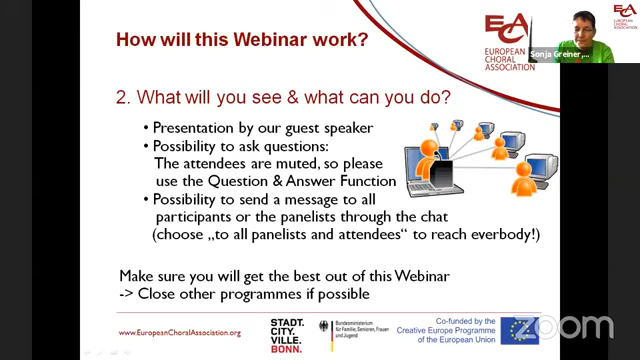 How will this Webinar work?
ECA
EUROPEAN
CHORAL
ASSOCIATION
Sonja Greiner,...
ECA
EUROPEAN
CHORAL
ASSOCIATION
2. What will you see & what can you do?
• Presentation by our guest speaker
• Possibility to ask questions:
The attendees are muted, so please
use the Question & Answer Function
• Possibility to send a message to all
participants or the panelists through the chat
(choose „to all panelists and attendees“ to reach everbody!)
Make sure you will get the best out of this Webinar
-> Close other programmes if possible
www.EuropeanChoralAssociation.org
STADT.
CITY.
VILLE.
BONN.
Bundesministerium
für Familie, Senioren, Frauen
und Jugend
Co-funded by the
Creative Europe Programme
of the European Union
zoom